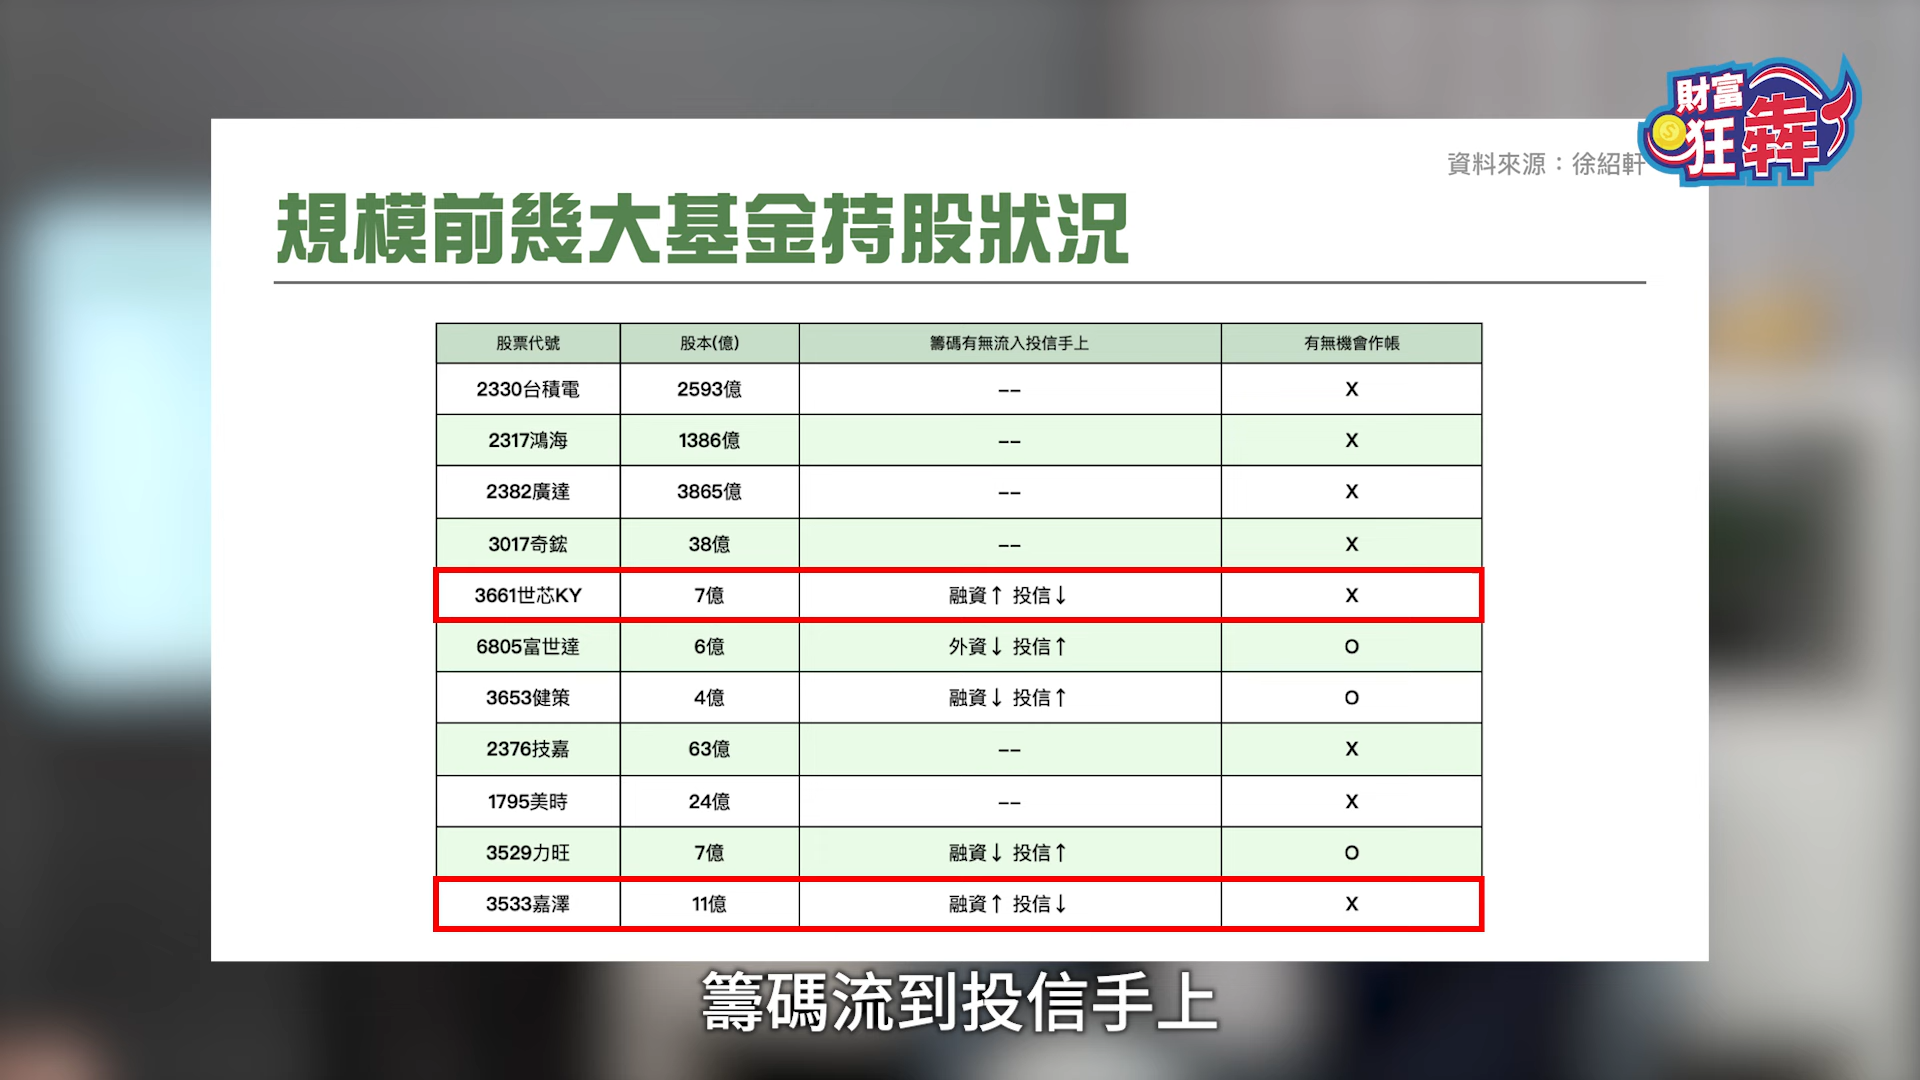 財富
狂犇
資料來源：徐紹軒
規模前幾大基金持股狀況
股票代號 股本(億) 籌碼有無流入投信手上 有無機會作帳
2330台積電 2593億 -- X
2317鴻海 1386億 -- X
2382廣達 3865億 -- X
3017奇鋐 38億 -- X
3661世芯KY 7億 融資↑ 投信↓ X
6805富世達 6億 外資↓ 投信↑ O
3653健策 4億 融資↓ 投信↑ O
2376技嘉 63億 -- X
1795美時 24億 -- X
3529力旺 7億 融資↓ 投信↑ O
3533嘉澤 11億 融資↑ 投信↓ X
籌碼流到投信手上